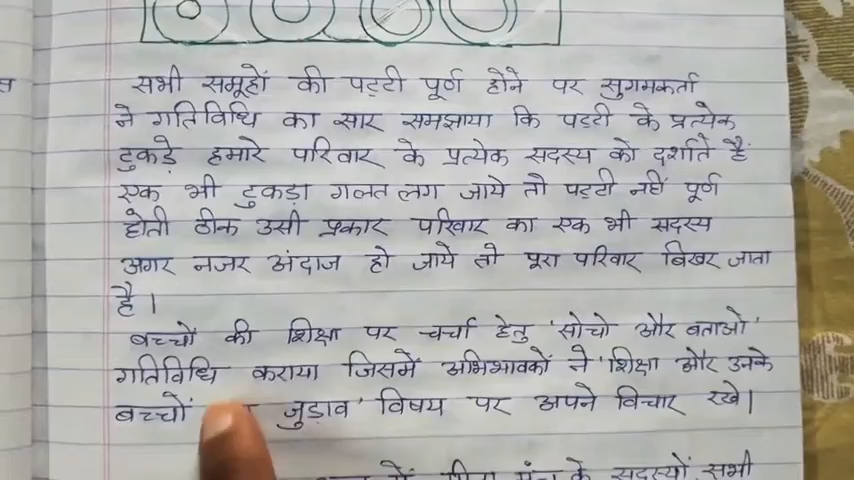 सभी समूहों की पट्टी पूर्ण होने पर सुगमकर्ता
ने गतिविधि का सार समझाया कि पट्टी के प्रत्येक
टुकड़े हमारे परिवार के प्रत्येक सदस्य को दर्शाते हैं
एक भी टुकड़ा गलत लग जाये तो पट्टी नहीं पूर्ण
होती ठीक उसी प्रकार परिवार का एक भी सदस्य
अगर नजर अंदाज हो जाये तो पूरा परिवार बिखर जाता
है।
बच्चों की शिक्षा पर चर्चा हेतु 'सोचो और बताओ'
गतिविधि कराया जिसमें अभिभावकों ने 'शिक्षा और उनके
बच्चों जुड़ाव' विषय पर अपने विचार रखे।
में मंच के सदस्यों सभी